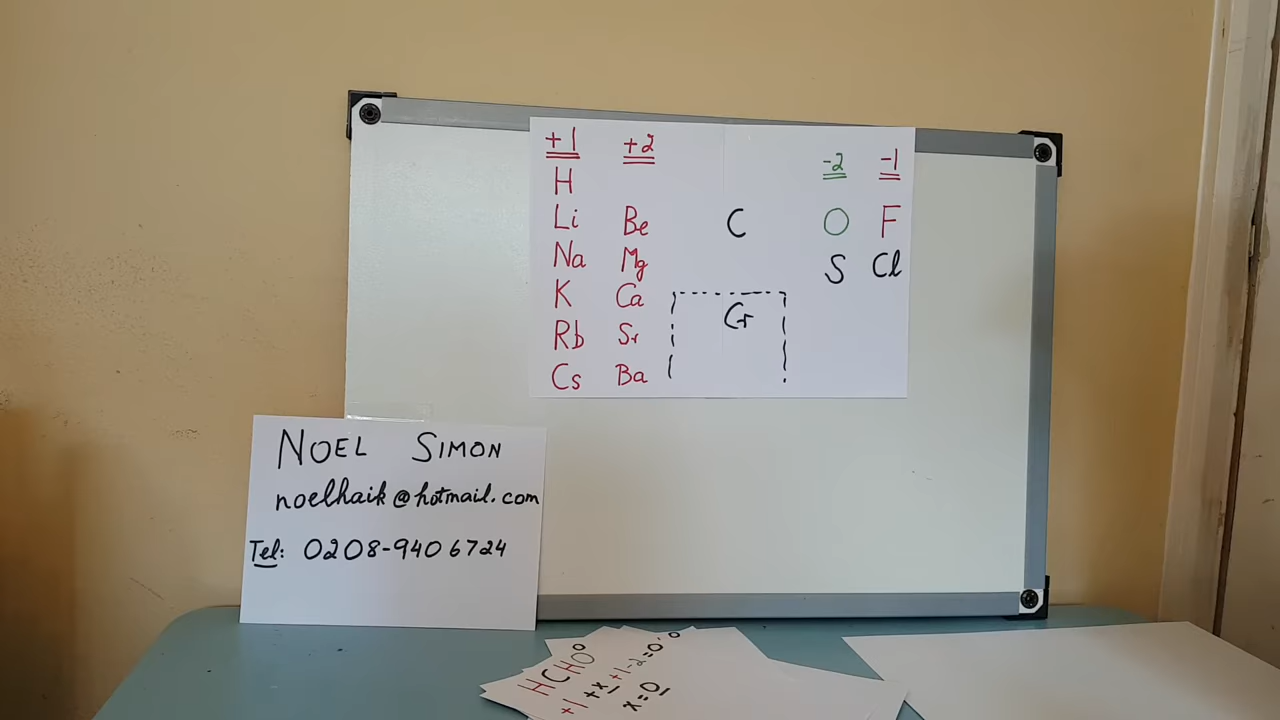 +1 +2 -2 -1
H
Li Be C O F
Na Mg S Cl
K Ca
Cr
Rb Sr
Cs Ba
NOEL SIMON
noelhaik@hotmail.com
Tel: 0208-940 6724
HCHO⁰
+1+x+1-2=0
x=0